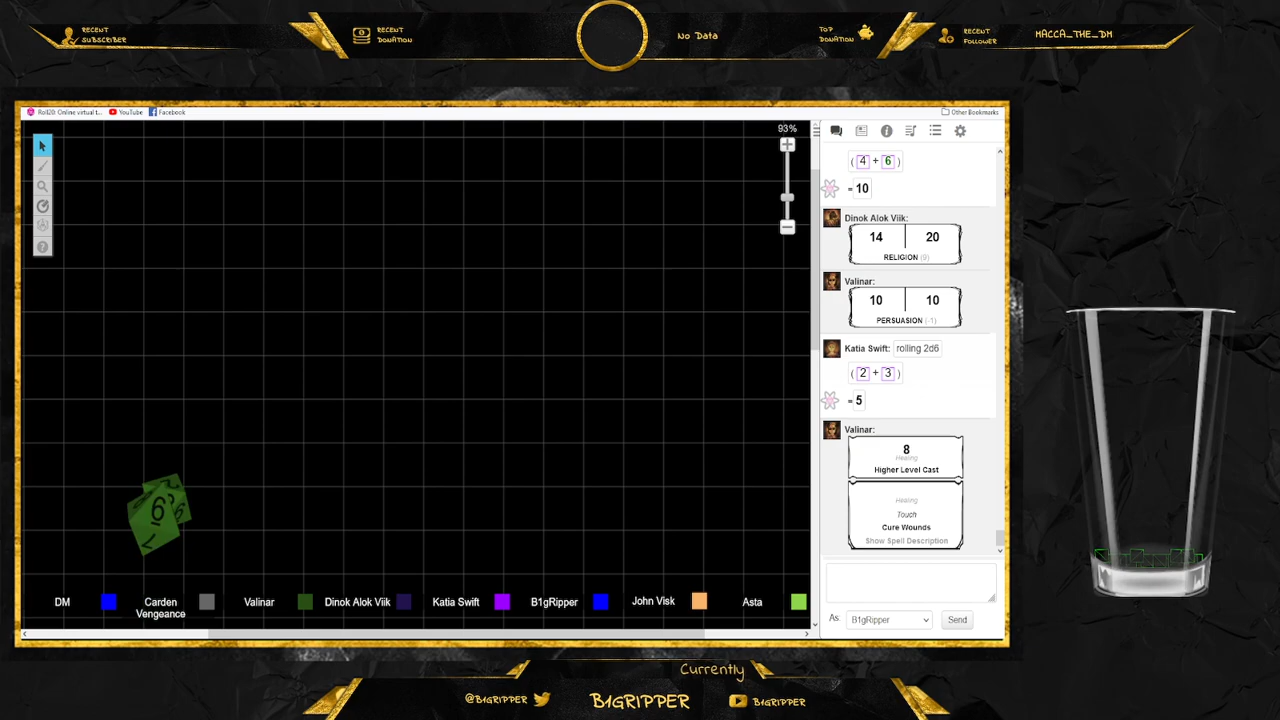 RECENT
SUBSCRIBER
RECENT
DONATION
No Data
TOP
DONATION
RECENT
FOLLOWER
MACCA_THE_DM
Roll20: Online virtual t...
YouTube
Facebook
Other Bookmarks
93%
(4 + 6)
= 10
Dinok Alok Viik:
14 20
RELIGION (9)
Valinar:
10 10
PERSUASION (-1)
Katia Swift: rolling 2d6
(2 + 3)
= 5
Valinar:
8
Healing
Higher Level Cast
Healing
Touch
Cure Wounds
Show Spell Description
6
DM
Carden
Vengeance
Valinar
Dinok Alok Viik
Katia Swift
B1gRipper
John Visk
Asta
As: B1gRipper Send
Currently
@B1GRIPPER
B1GRIPPER
B1GRIPPER